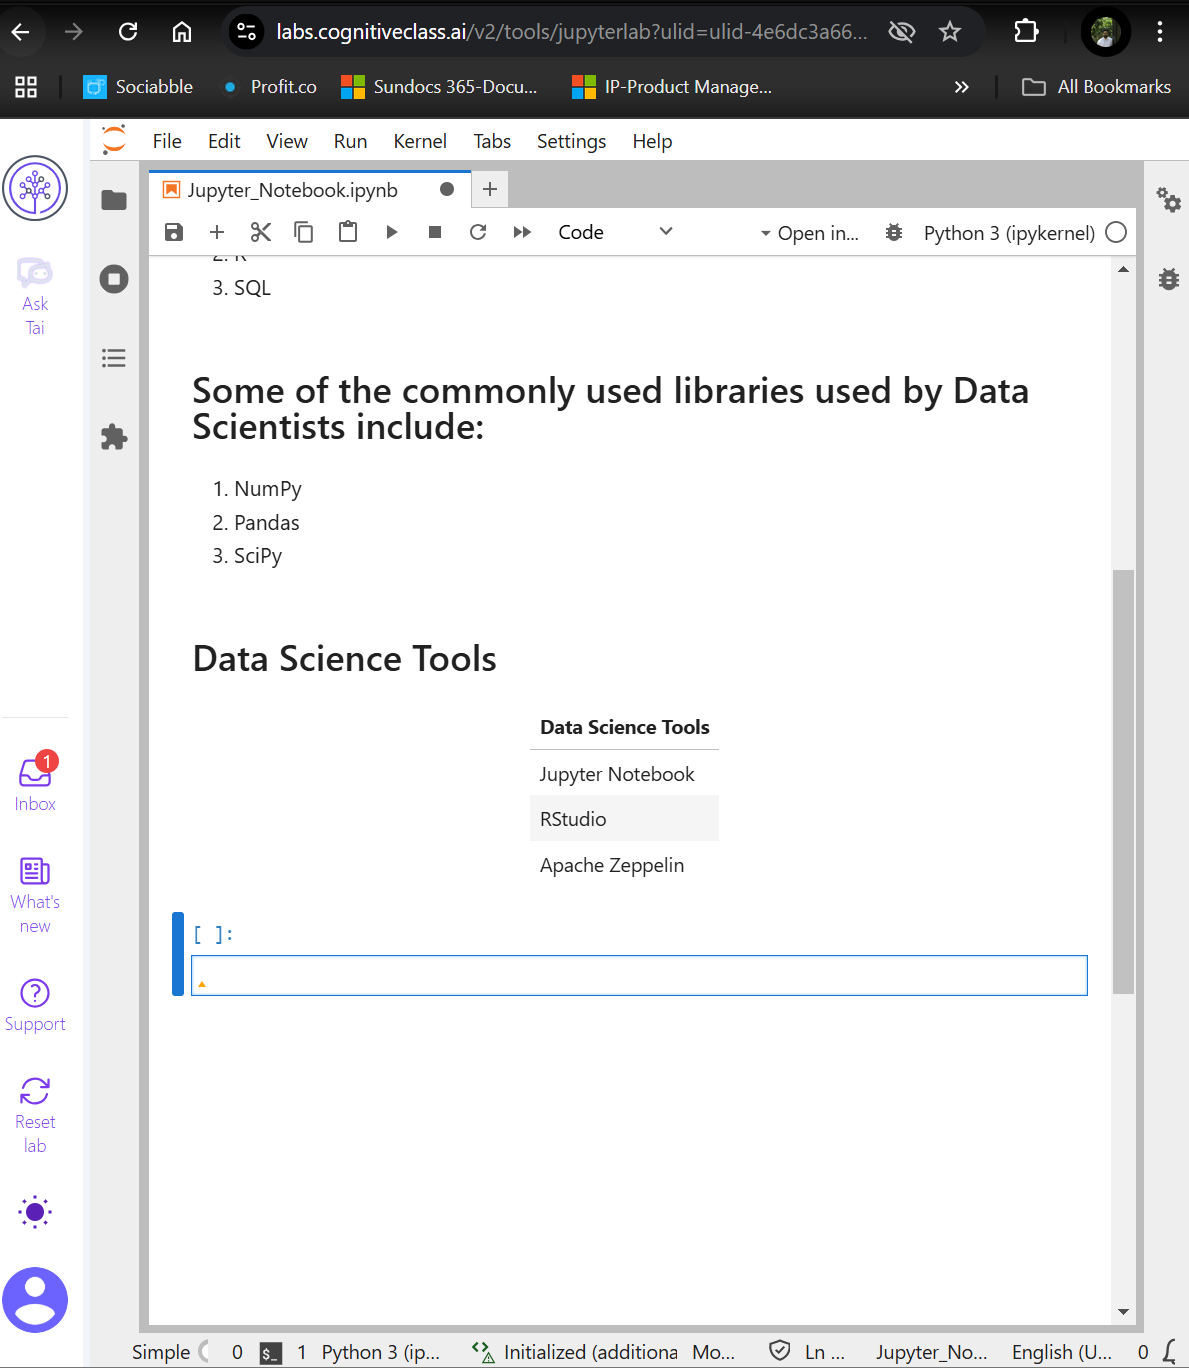 labs.cognitiveclass.ai/v2/tools/jupyterlab?ulid=ulid-4e6dc3a66...
Sociabble
Profit.co
Sundocs 365-Docu...
IP-Product Manage...
»
All Bookmarks
File Edit View Run Kernel Tabs Settings Help
Jupyter_Notebook.ipynb
Code
Open in...
Python 3 (ipykernel)
Ask
Tai
2. R
3. SQL
Some of the commonly used libraries used by Data
Scientists include:
1. NumPy
2. Pandas
3. SciPy
Data Science Tools
Data Science Tools
Jupyter Notebook
RStudio
Apache Zeppelin
[ ]:
1
Inbox
What's
new
Support
Reset
lab
Simple 0 $_ 1 Python 3 (ip... Initialized (additiona Mo... Ln ... Jupyter_No... English (U... 0